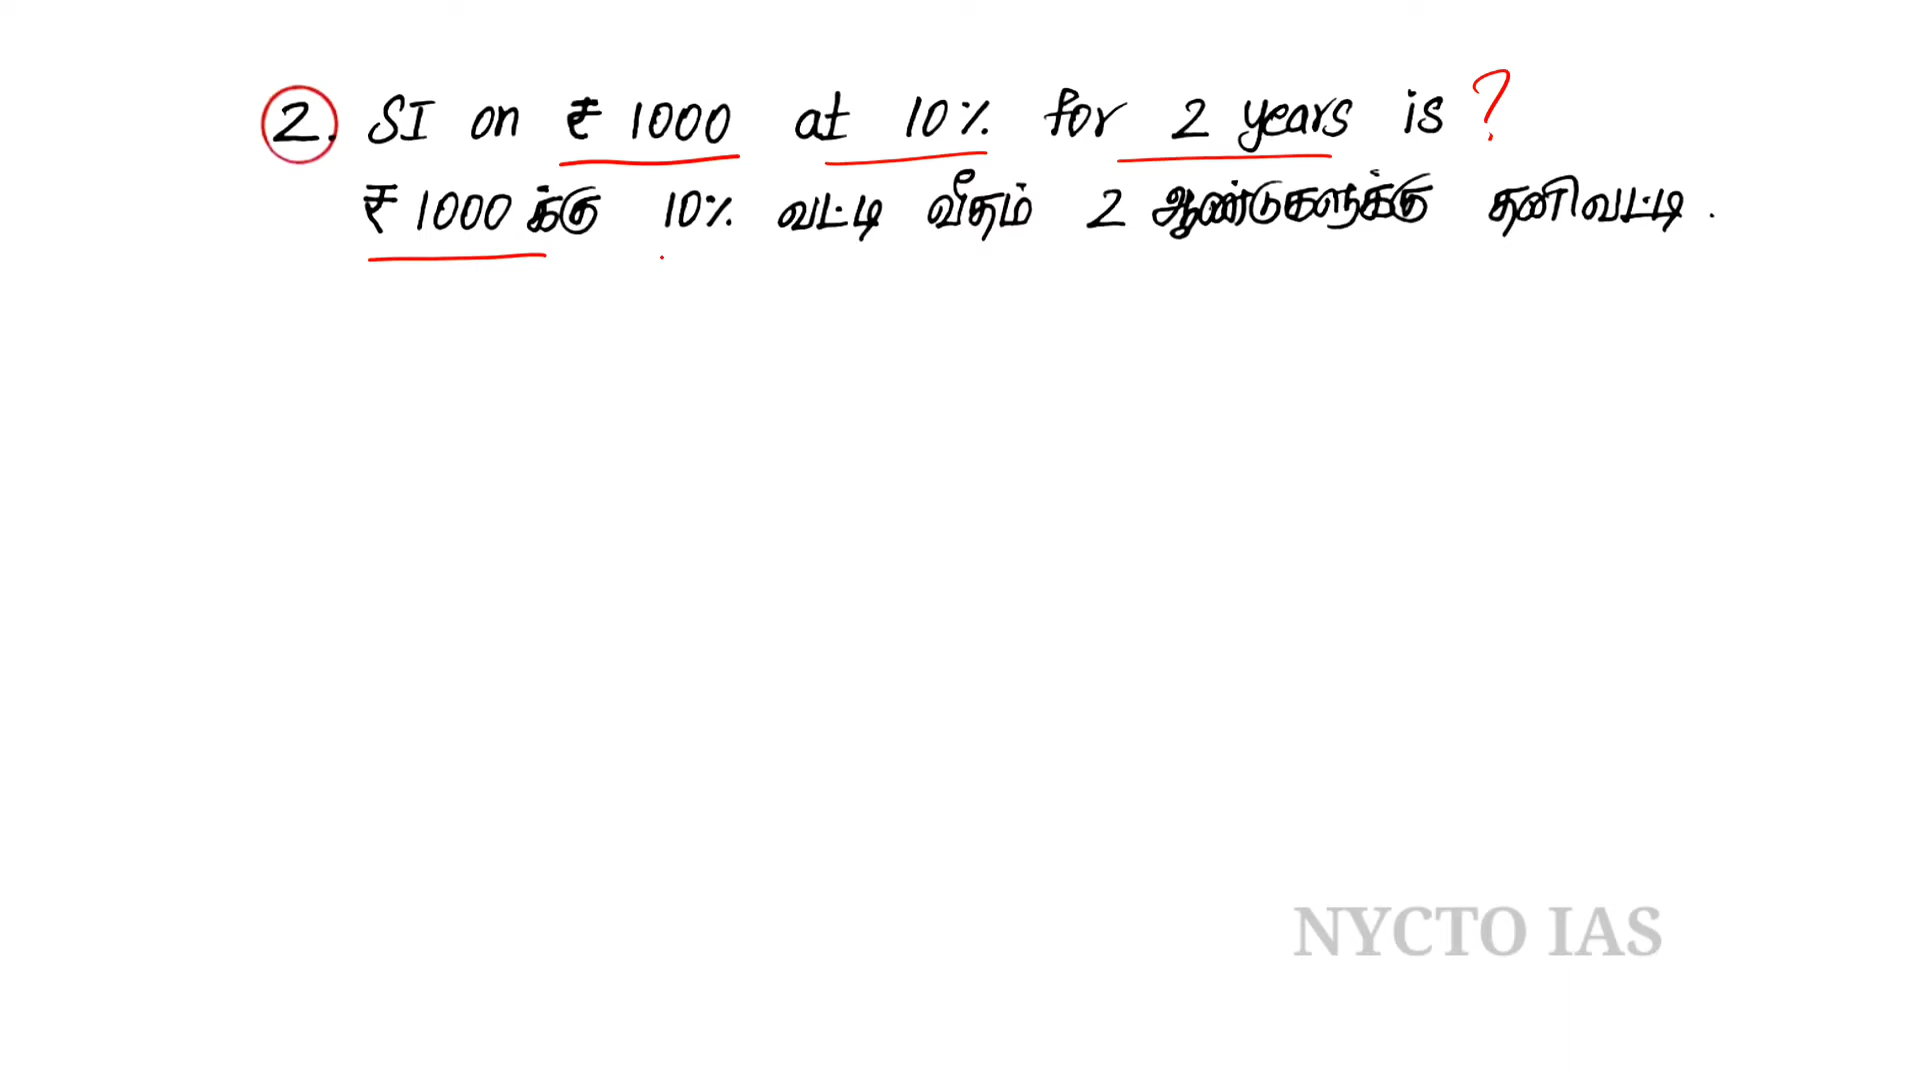 2. SI on ₹ 1000 at 10% for 2 years is ?
₹ 1000 க்கு 10% வட்டி வீதம் 2 ஆண்டுகளுக்கு தனிவட்டி .
NYCTO IAS